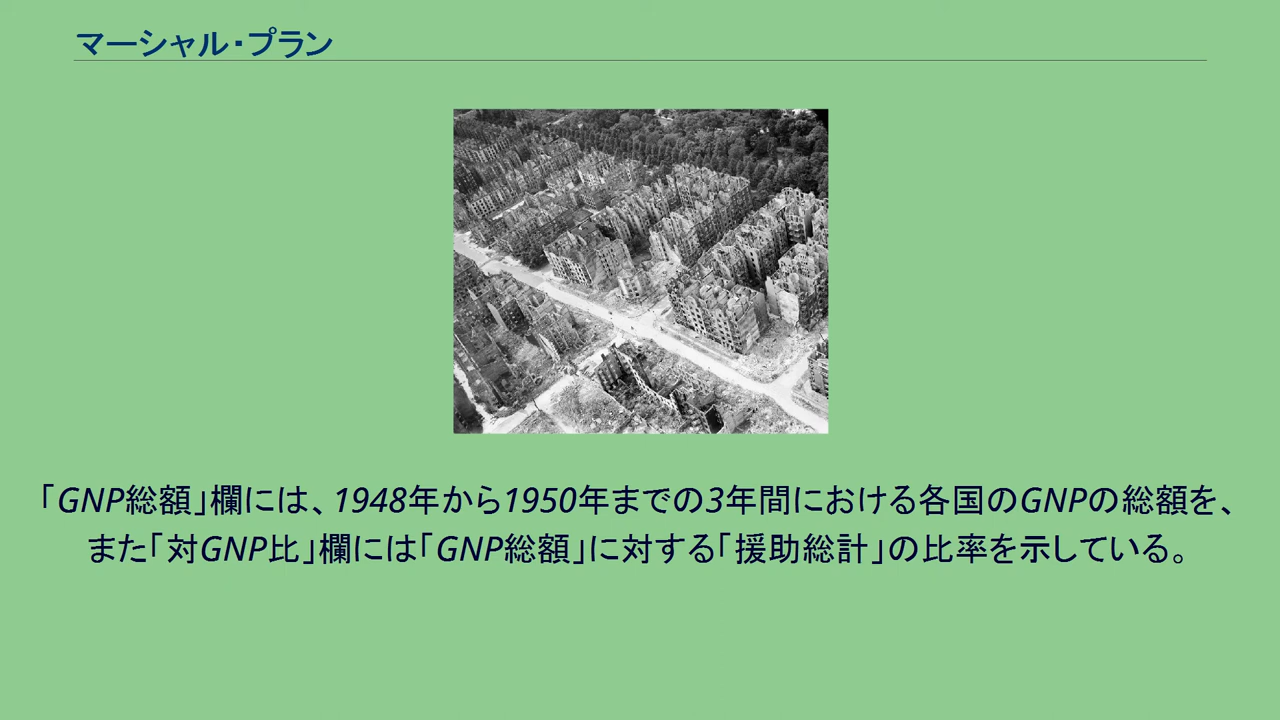 マーシャル・プラン
「GNP総額」欄には、1948年から1950年までの3年間における各国のGNPの総額を、
また「対GNP比」欄には「GNP総額」に対する「援助総計」の比率を示している。